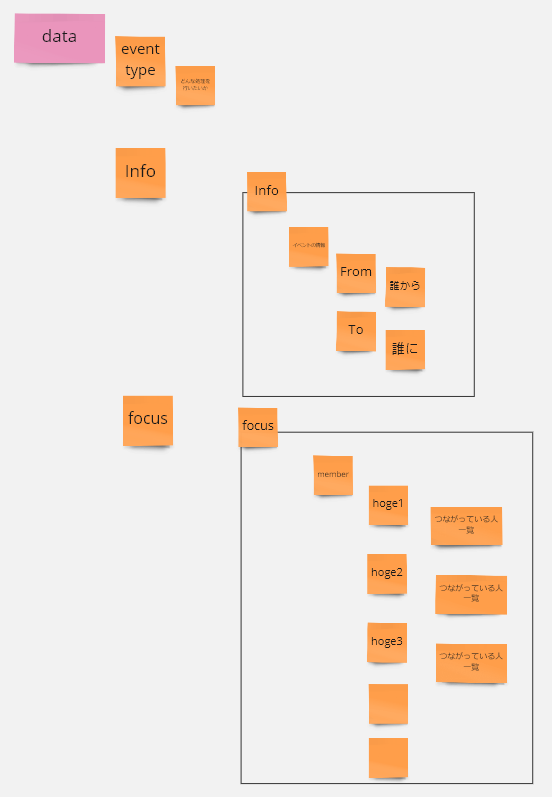 data
event
type
どんな処理を
行いたいか
Info
Info
イベントの情報
From
誰から
To
誰に
focus
focus
member
hoge1
つながっている人
一覧
hoge2
つながっている人
一覧
hoge3
つながっている人
一覧